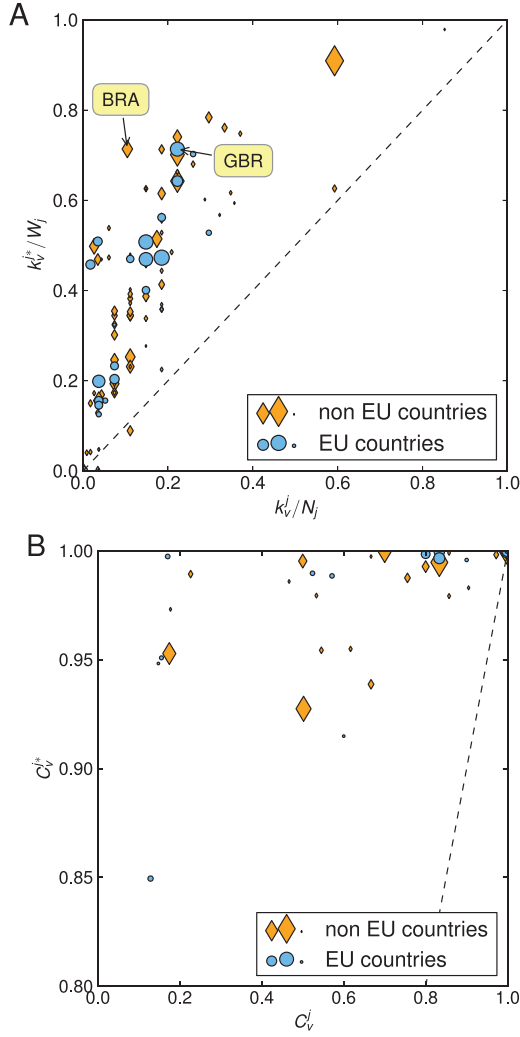 A
1.0
0.8
0.6
0.4
0.2
0.0
k_v^{j*}/W_j
BRA
GBR
non EU countries
EU countries
0.0 0.2 0.4 0.6 0.8 1.0
k_v^j/N_j
B
1.00
0.95
0.90
0.85
0.80
C_v^{j*}
non EU countries
EU countries
0.0 0.2 0.4 0.6 0.8 1.0
C_v^j